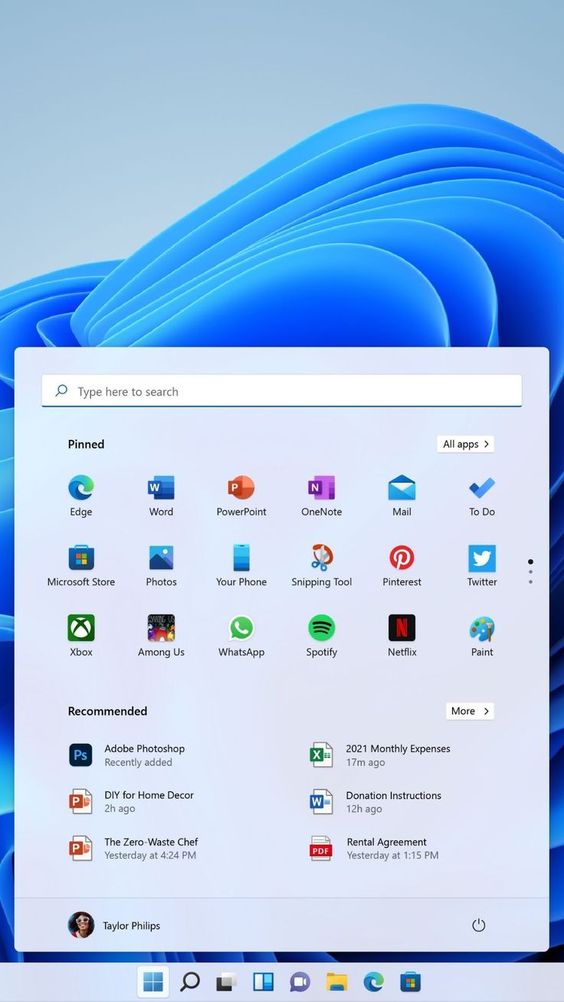 Type here to search
Pinned
All apps
Edge
Word
PowerPoint
OneNote
Mail
To Do
Microsoft Store
Photos
Your Phone
Snipping Tool
Pinterest
Twitter
Xbox
Among Us
WhatsApp
Spotify
Netflix
Paint
Recommended
More
Ps
Adobe Photoshop
Recently added
2021 Monthly Expenses
17m ago
DIY for Home Decor
2h ago
Donation Instructions
12h ago
The Zero-Waste Chef
Yesterday at 4:24 PM
PDF
Rental Agreement
Yesterday at 1:15 PM
Taylor Philips